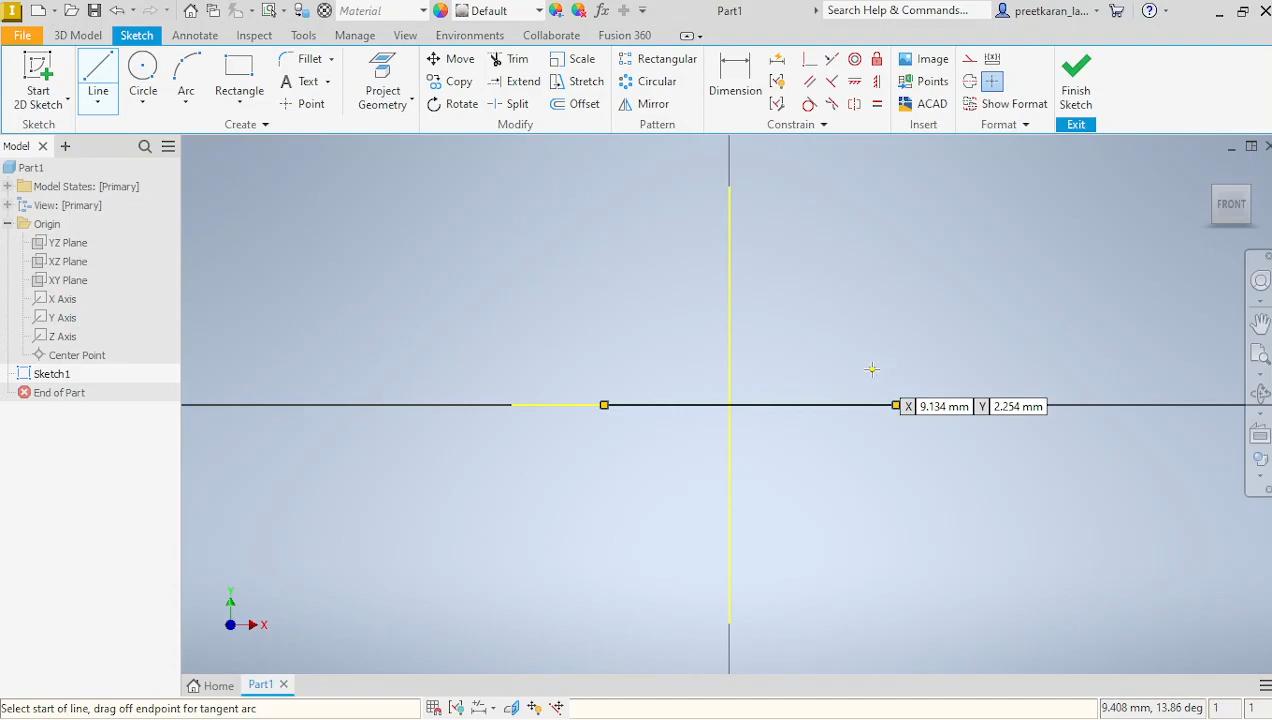 Material Default fx Part1 Search Help & Commands... preetkaran_la...
File 3D Model Sketch Annotate Inspect Tools Manage View Environments Collaborate Fusion 360
Start 2D Sketch
Line
Circle
Arc
Rectangle
Fillet
Text
Point
Project Geometry
Move Trim Scale
Copy Extend Stretch
Rotate Split Offset
Rectangular
Circular
Mirror
Dimension
Image
Points
ACAD
Show Format
Finish Sketch
Sketch Create Modify Pattern Constrain Insert Format Exit
Model
Part1
Model States: [Primary]
View: [Primary]
Origin
YZ Plane
XZ Plane
XY Plane
X Axis
Y Axis
Z Axis
Center Point
Sketch1
End of Part
FRONT
X 9.134 mm Y 2.254 mm
Y
X
Home Part1
Select start of line, drag off endpoint for tangent arc 9.408 mm, 13.86 deg 1 1